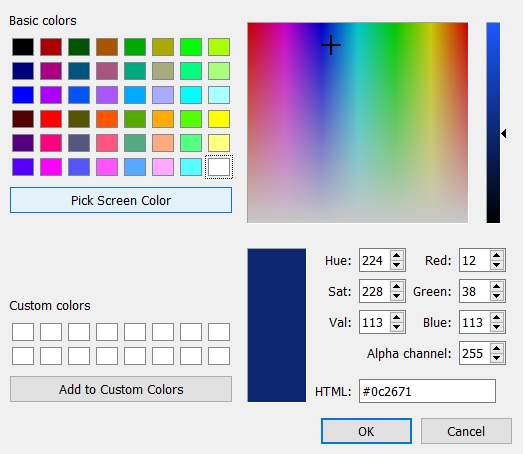 Basic colors
Pick Screen Color
Hue: 224 Red: 12
Sat: 228 Green: 38
Val: 113 Blue: 113
Custom colors
Alpha channel: 255
Add to Custom Colors
HTML: #0c2671
OK Cancel